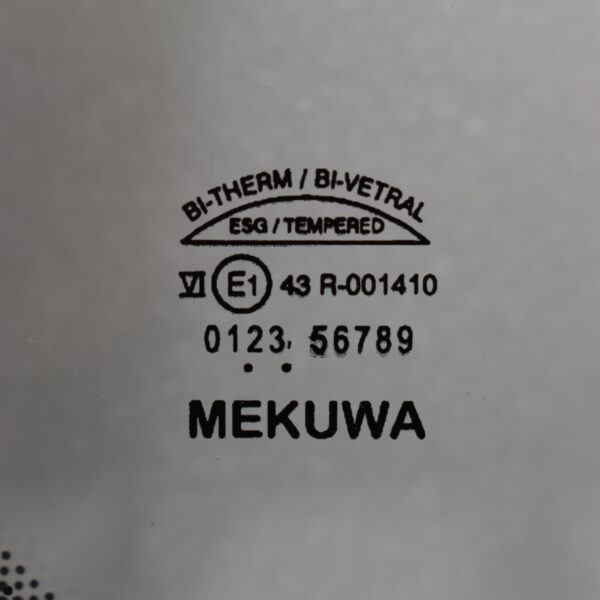 BI-THERM / BI-VETRAL
ESG / TEMPERED
VI E1 43 R-001410
0123, 56789
MEKUWA